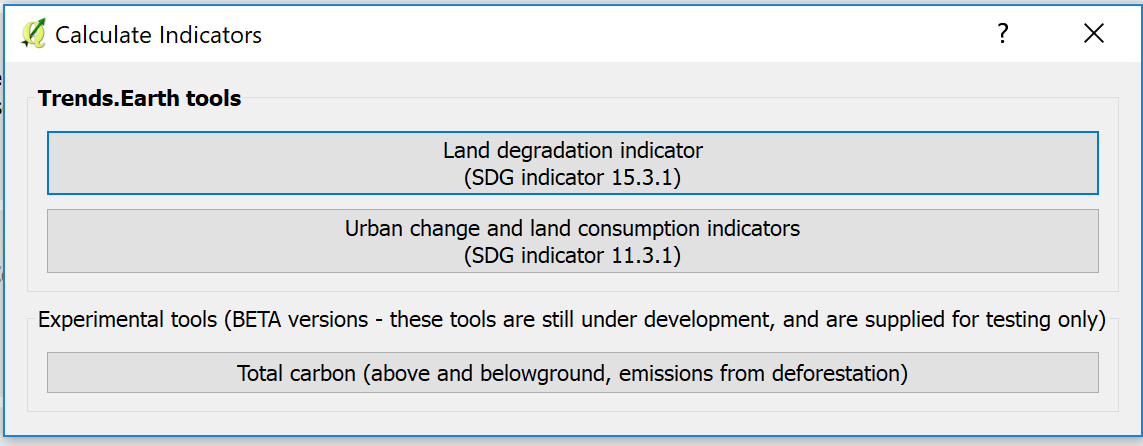 Calculate Indicators
Trends.Earth tools
Land degradation indicator
(SDG indicator 15.3.1)
Urban change and land consumption indicators
(SDG indicator 11.3.1)
Experimental tools (BETA versions - these tools are still under development, and are supplied for testing only)
Total carbon (above and belowground, emissions from deforestation)